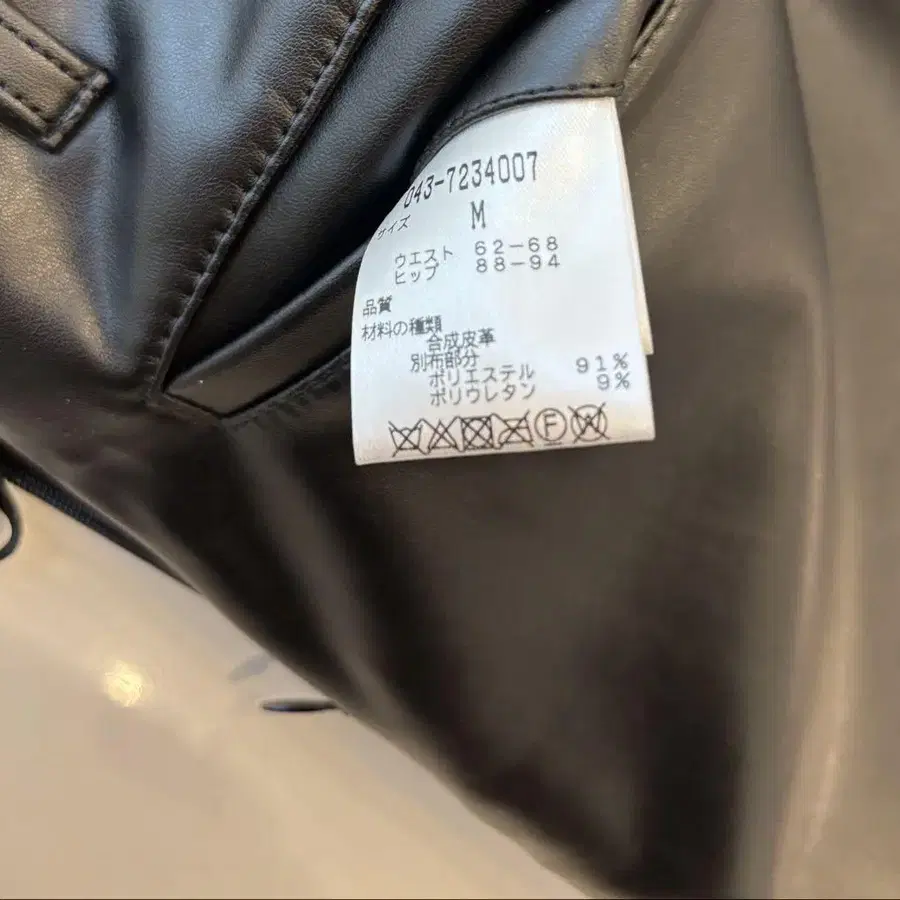 043-7234007
サイズ M
ウエスト 62-68
ヒップ 88-94
品質
材料の種類
合成皮革
別布部分
ポリエステル 91%
ポリウレタン 9%
F W